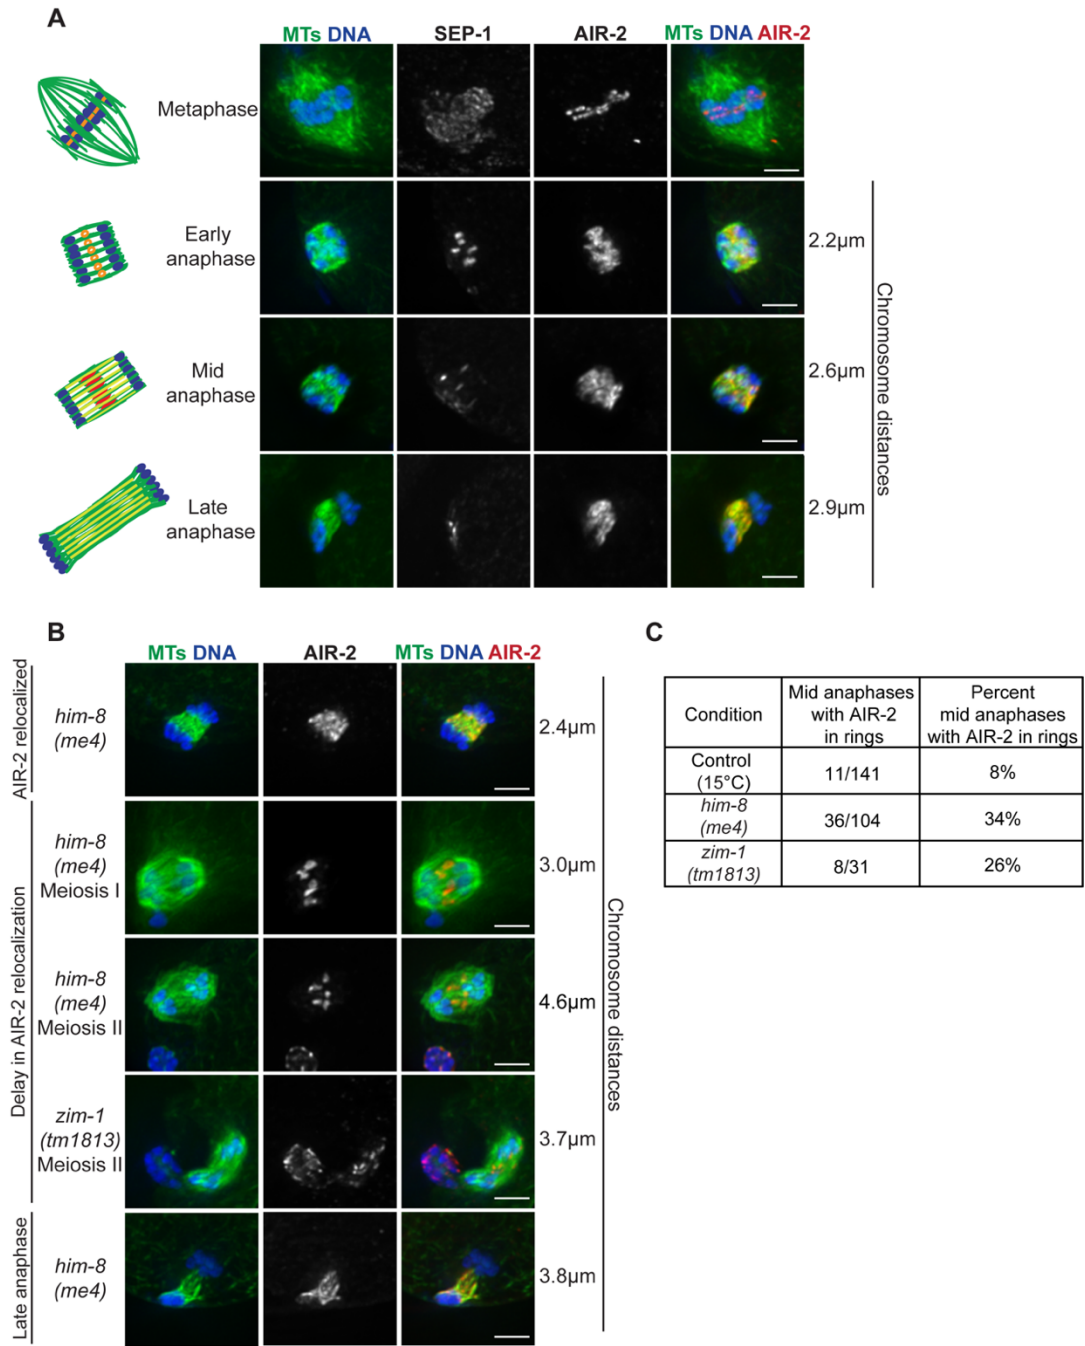 A
MTs DNA
SEP-1
AIR-2
MTs DNA AIR-2
Metaphase
Early
anaphase
2.2µm
Mid
anaphase
2.6µm
Late
anaphase
2.9µm
Chromosome distances
B
MTs DNA
AIR-2
MTs DNA AIR-2
AIR-2 relocalized
him-8
(me4)
2.4µm
Delay in AIR-2 relocalization
him-8
(me4)
Meiosis I
3.0µm
him-8
(me4)
Meiosis II
4.6µm
zim-1
(tm1813)
Meiosis II
3.7µm
Late anaphase
him-8
(me4)
3.8µm
Chromosome distances
C
Condition
Mid anaphases
with AIR-2
in rings
Percent
mid anaphases
with AIR-2 in rings
Control
(15°C)
11/141
8%
him-8
(me4)
36/104
34%
zim-1
(tm1813)
8/31
26%